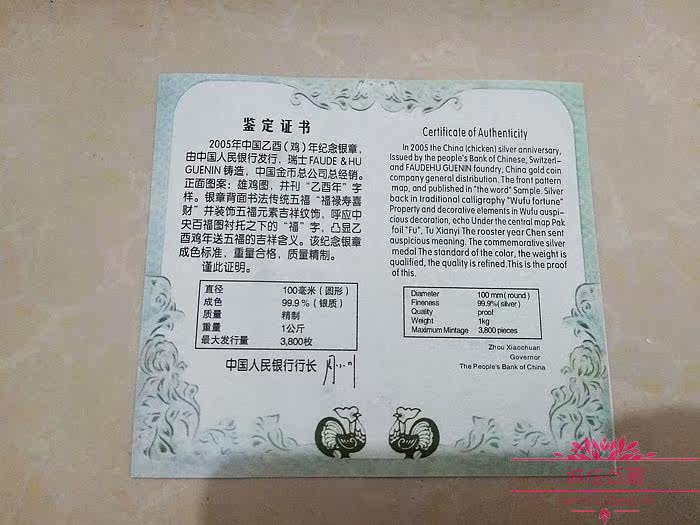 鉴定证书
2005年中国乙酉（鸡）年纪念银章，
由中国人民银行发行，瑞士FAUDE &HU
GUENIN 铸造，中国金币总公司总经销。
正面图案：雄鸡图，并刊“乙酉年”字
样。银章背面书法传统五福“福禄寿喜
财”并装饰五福元素吉祥纹饰，呼应中
央百福图衬托之下的“福”字，凸显乙
酉鸡年送五福的吉祥含义。该纪念银章
成色标准，重量合格，质量精制。
谨此证明。
直径 100毫米（圆形）
成色 99.9％（银质）
质量 精制
重量 1公斤
最大发行量 3,800枚
中国人民银行行长
Certificate of Authenticity
In 2005 the China (chicken) silver anniversary,
Issued by the people's Bank of Chinese, Switzerl-
and FAUDEHU GUENIN foundry, China gold coin
company general distribution. The front pattern
map, and published in "the word" Sample. Silver
back in traditional calligraphy "Wufu fortune"
Property and decorative elements in Wufu auspi-
cious decoration, echo Under the central map Pak
foil "Fu", Tu Xianyi The rooster year Chen sent
auspicious meaning. The commemorative silver
medal The standard of the color, the weight is
qualified, the quality is refined.This is the proof
of this.
Diameter 100 mm ( round )
Fineness 99.9%( silver )
Quality proof
Weight 1kg
Maximum Mintage 3,800 pieces
Zhou Xiaochuan
Governor
The People's Bank of China